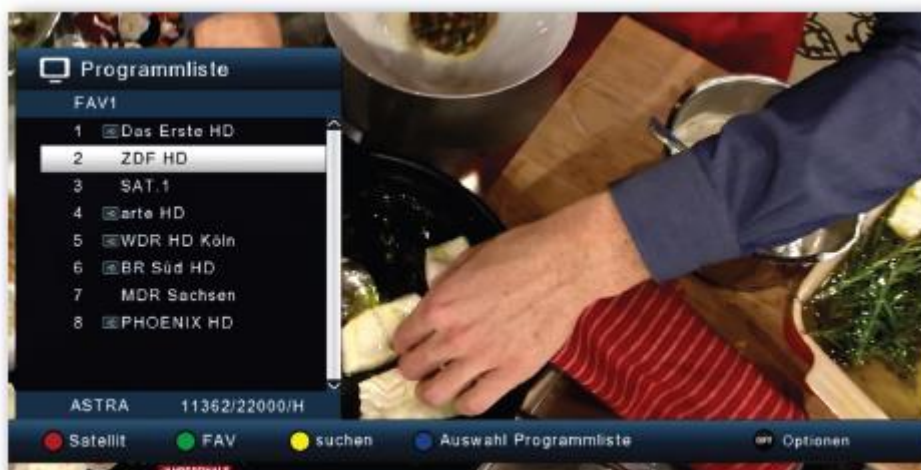 Programmliste
FAV1
1 Das Erste HD
2 ZDF HD
3 SAT.1
4 arte HD
5 WDR HD Köln
6 BR Süd HD
7 MDR Sachsen
8 PHOENIX HD
ASTRA 11362/22000/H
Satellit FAV suchen Auswahl Programmliste Optionen